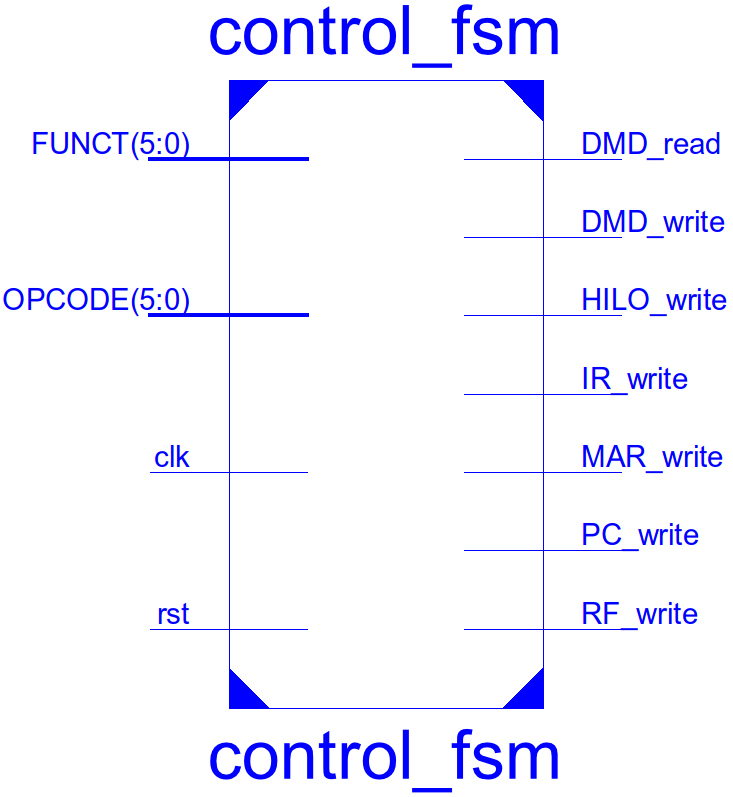 control_fsm
FUNCT(5:0)
DMD_read
DMD_write
OPCODE(5:0)
HILO_write
IR_write
clk
MAR_write
PC_write
rst
RF_write
control_fsm